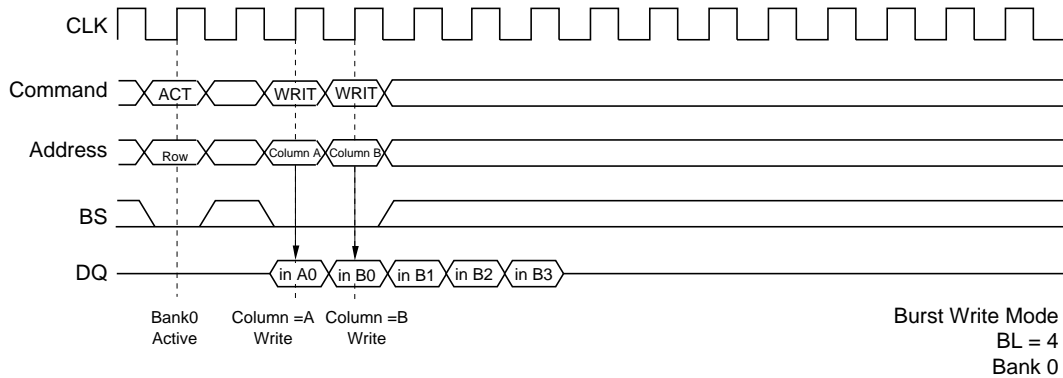 CLK
Command ACT WRIT WRIT
Address Row Column A Column B
BS
DQ in A0 in B0 in B1 in B2 in B3
Bank0 Column =A Column =B
Active Write Write
Burst Write Mode
BL = 4
Bank 0